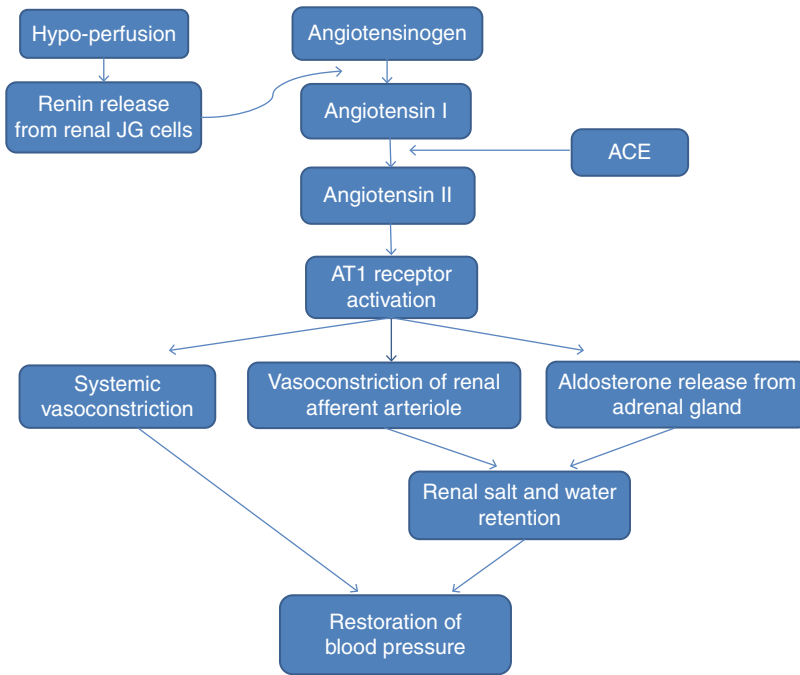 Hypo-perfusion
Angiotensinogen
Renin release
from renal JG cells
Angiotensin I
ACE
Angiotensin II
AT1 receptor
activation
Systemic
vasoconstriction
Vasoconstriction of renal
afferent arteriole
Aldosterone release from
adrenal gland
Renal salt and water
retention
Restoration of
blood pressure